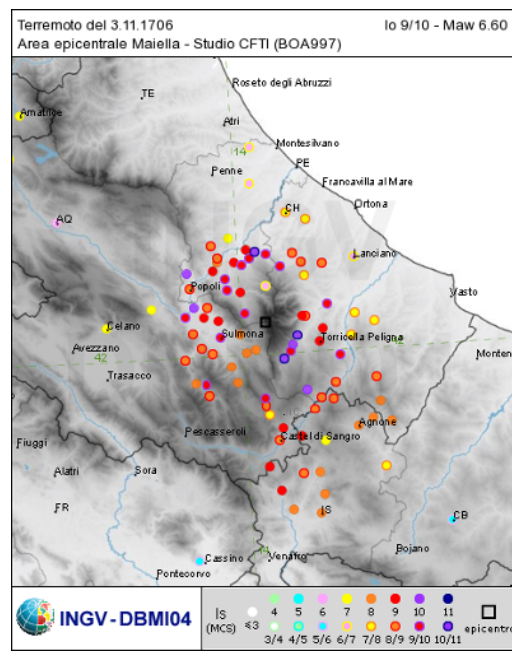 Terremoto del 3.11.1706 Io 9/10 - Maw 6.60
Area epicentrale Maiella - Studio CFTI (BOA997)
Roseto degli Abruzzi
TE
Amatrice
Atri
Montesilvano
14
PE
Penne
Francavilla al Mare
Ortona
CH
AQ
Lanciano
Popoli
Vasto
Celano
Sulmona
Torricella Peligna
Avezzano
42
42
Monten
Trasacco
Agnone
Pescasseroli
Castel di Sangro
Fiuggi
Alatri
Sora
FR
IS
CB
Bojano
14
Cassino
Venafro
Pontecorvo
INGV-DBMI04
Is
(MCS)
≤3 4 5 6 7 8 9 10 11
3/4 4/5 5/6 6/7 7/8 8/9 9/10 10/11
epicentro